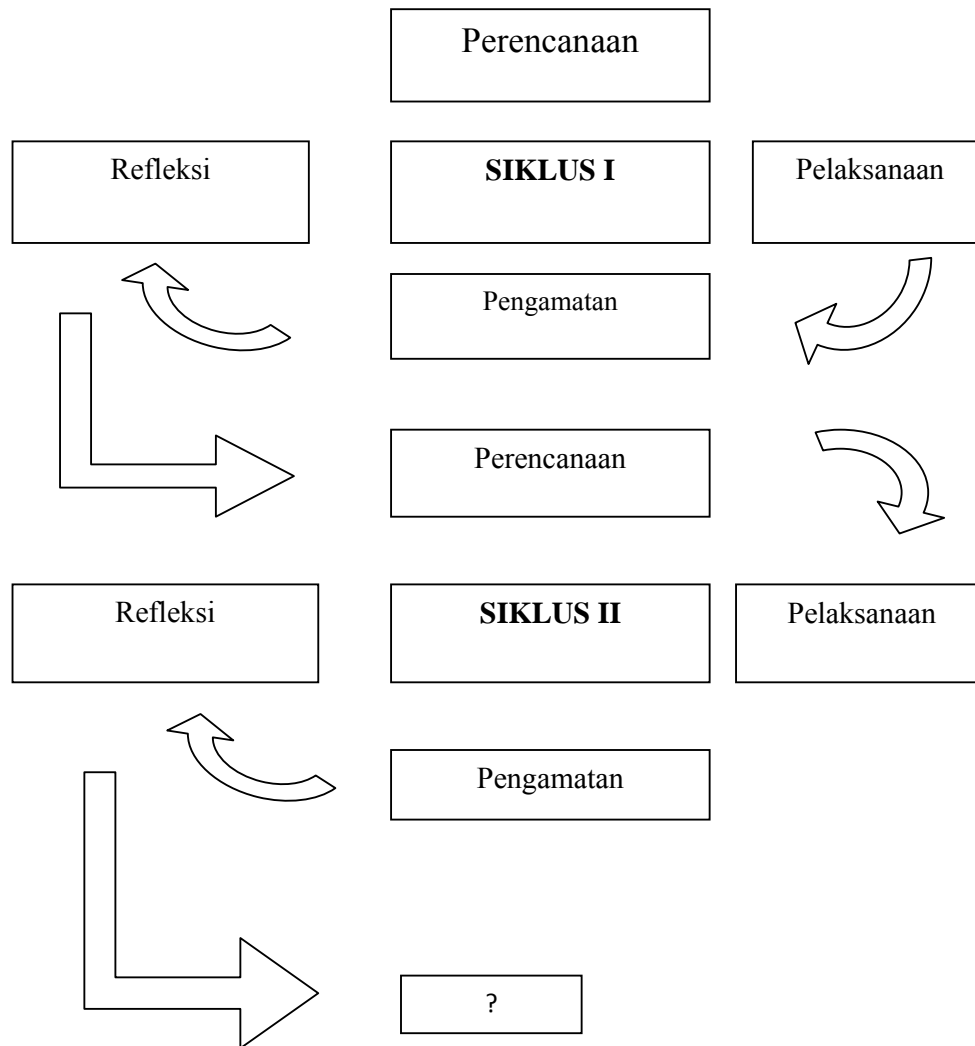 Perencanaan
Refleksi
SIKLUS I
Pelaksanaan
Pengamatan
Perencanaan
Refleksi
SIKLUS II
Pelaksanaan
Pengamatan
?